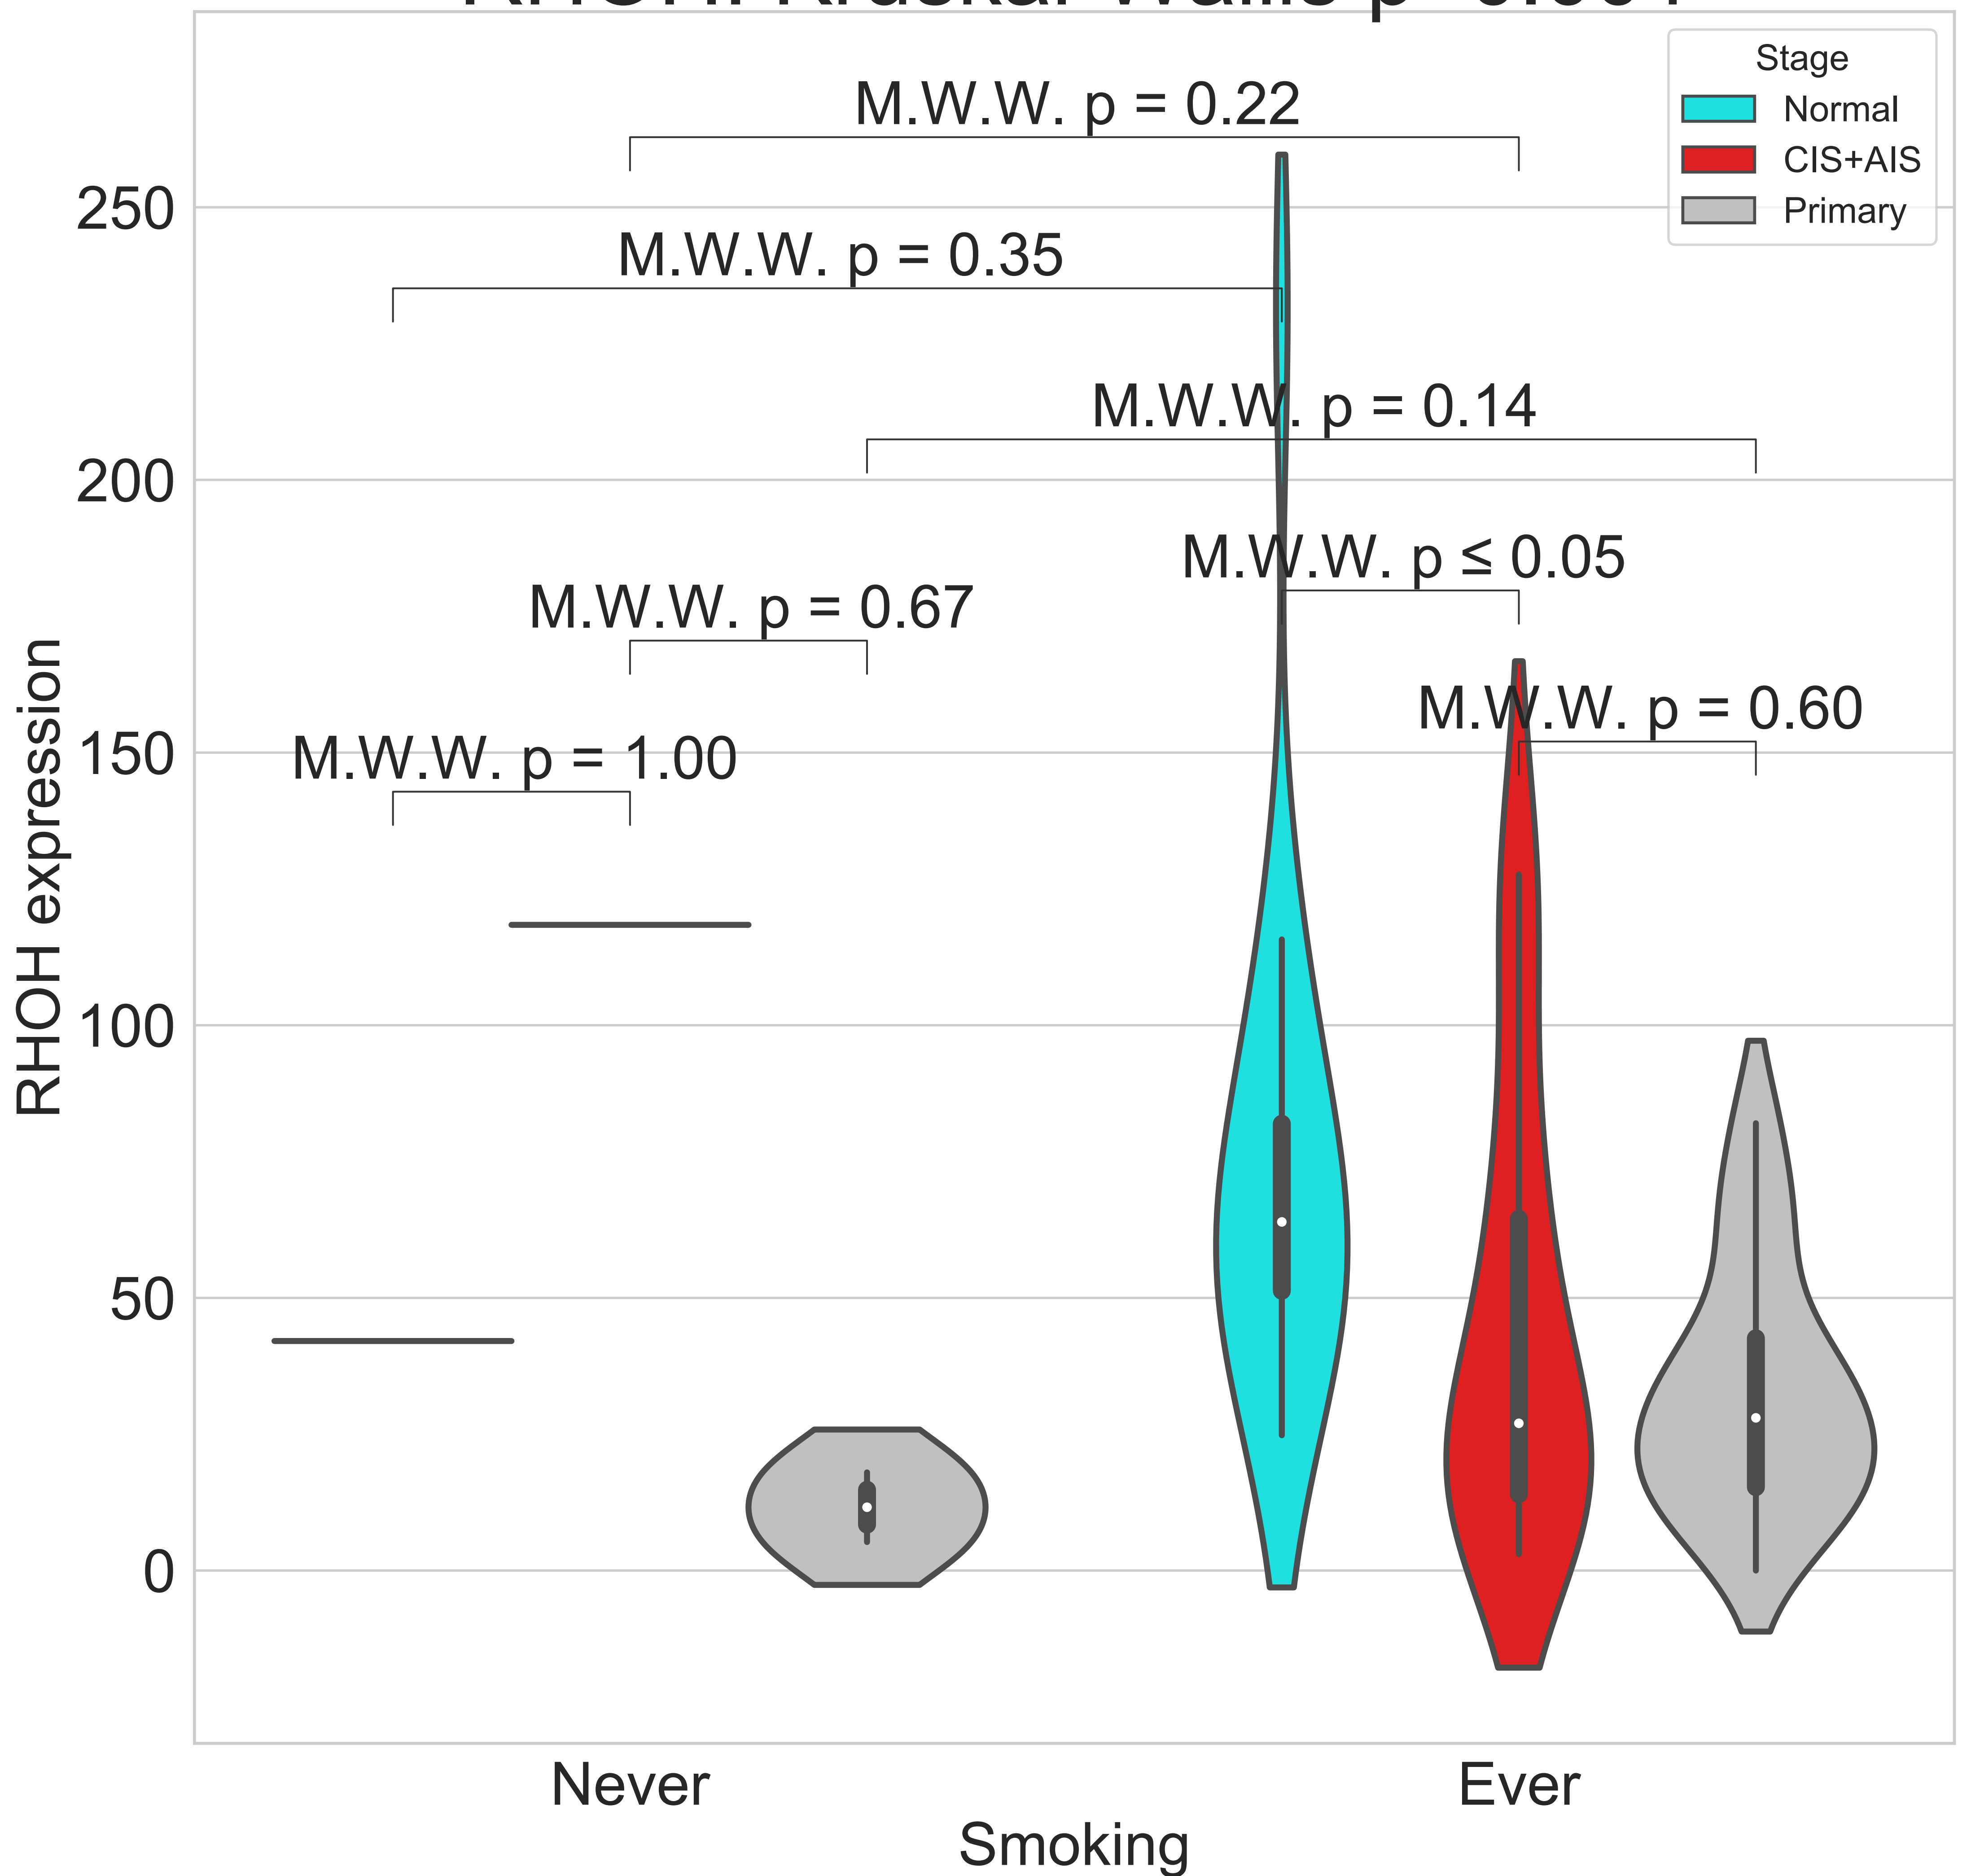 Stage
Normal
CIS+AIS
Primary
M.W.W. p = 0.22
M.W.W. p = 0.35
M.W.W. p = 0.14
M.W.W. p ≤ 0.05
M.W.W. p = 0.67
M.W.W. p = 0.60
M.W.W. p = 1.00
250
200
150
100
50
0
RHOH expression
Never
Ever
Smoking